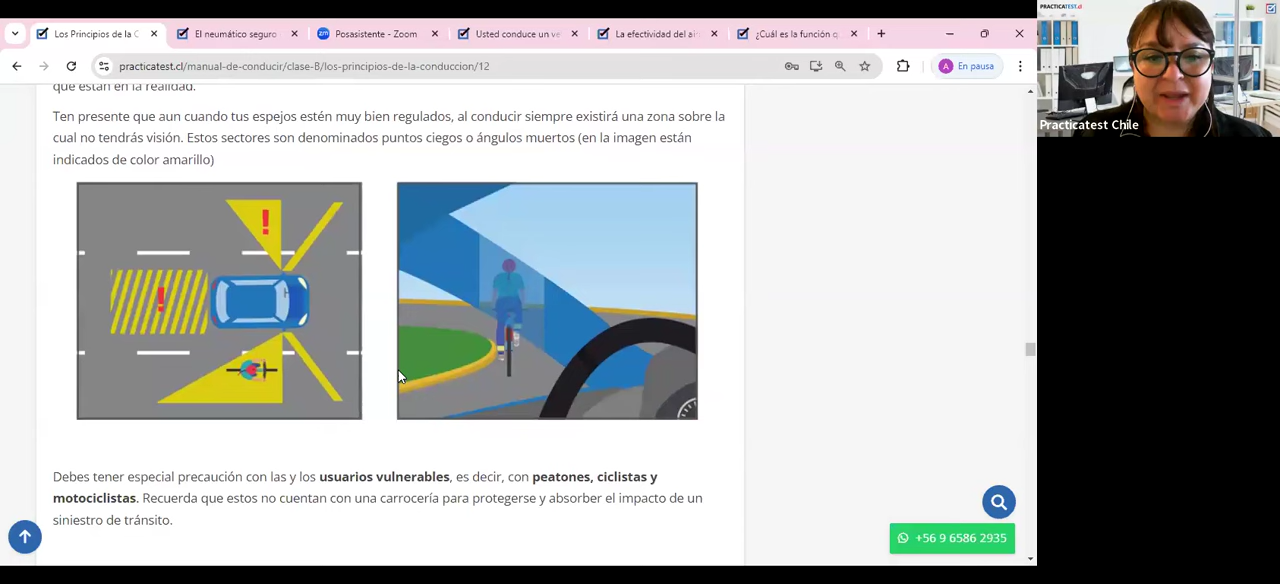 PRACTICATEST.cl
Los Principios de la C
El neumático seguro
zm Posasistente - Zoom
Usted conduce un ve
La efectividad del ai
¿Cuál es la función q
practicatest.cl/manual-de-conducir/clase-B/los-principios-de-la-conduccion/12
A En pausa
Practicatest Chile
que están en la realidad.
Ten presente que aun cuando tus espejos estén muy bien regulados, al conducir siempre existirá una zona sobre la
cual no tendrás visión. Estos sectores son denominados puntos ciegos o ángulos muertos (en la imagen están
indicados de color amarillo)
!
!
Debes tener especial precaución con las y los usuarios vulnerables, es decir, con peatones, ciclistas y
motociclistas. Recuerda que estos no cuentan con una carrocería para protegerse y absorber el impacto de un
siniestro de tránsito.
+56 9 6586 2935